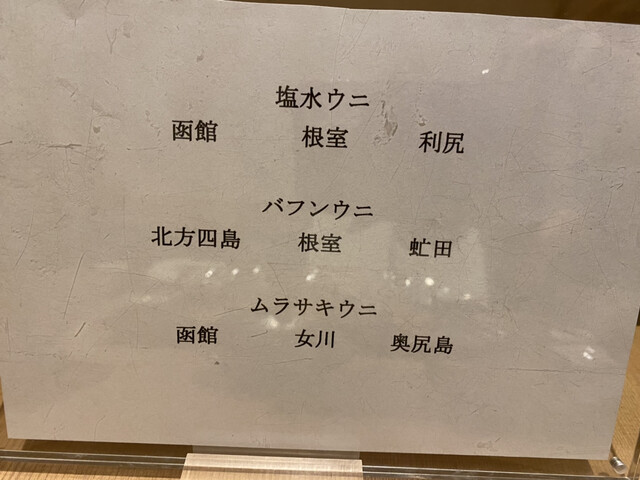 塩水ウニ
函館 根室 利尻
バフンウニ
北方四島 根室 虻田
ムラサキウニ
函館 女川 奥尻島